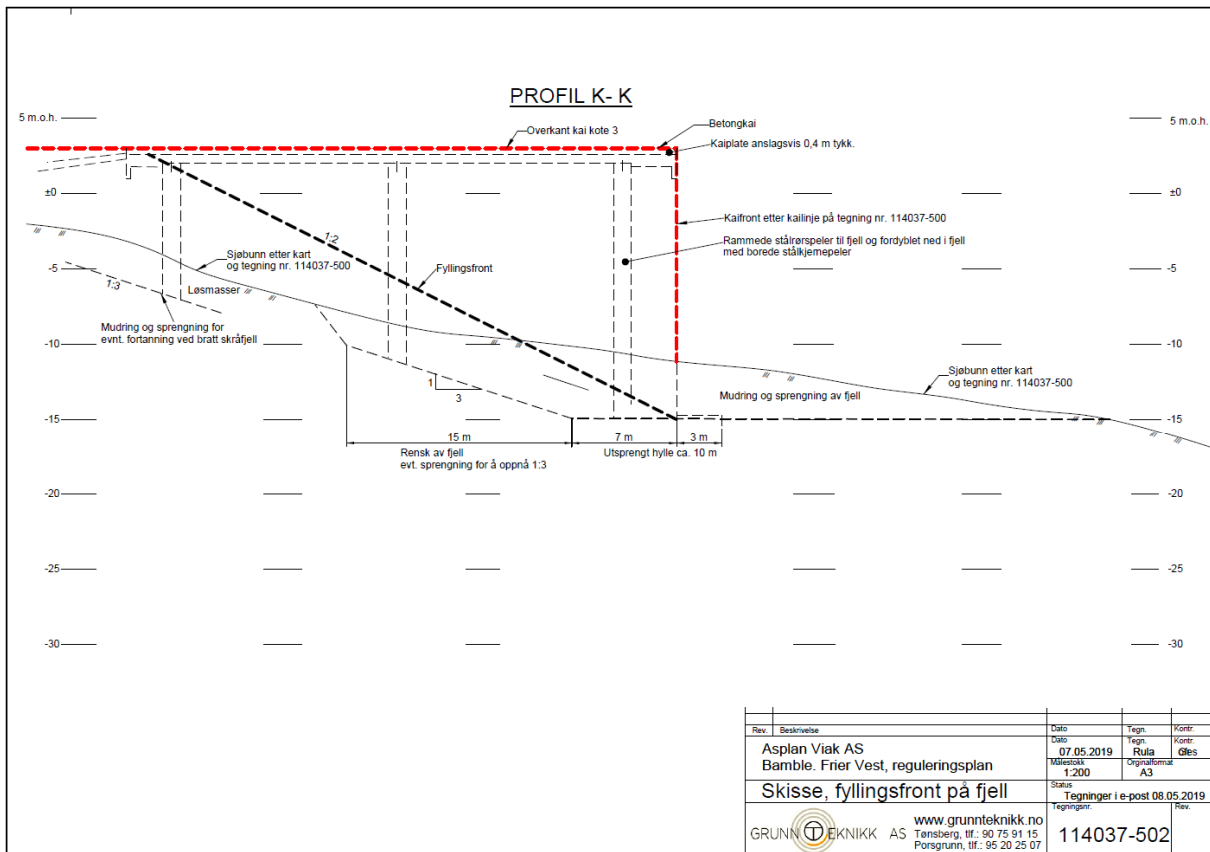 PROFIL K- K
5 m.o.h.
5 m.o.h.
Overkant kai kote 3
Betongkai
Kaiplate anslagsvis 0,4 m tykk.
±0
±0
Kaifront etter kailinje på tegning nr. 114037-500
1:2
Rammede stålrørspeler til fjell og fordyblet ned i fjell
med borede stålkjernepeler
Sjøbunn etter kart
og tegning nr. 114037-500
Fyllingsfront
-5
-5
1:3
Løsmasser
Mudring og sprengning for
evnt. fortanning ved bratt skråfjell
-10
-10
Sjøbunn etter kart
og tegning nr. 114037-500
1
3
Mudring og sprengning av fjell
-15
-15
15 m
7 m
3 m
Rensk av fjell
evt. sprengning for å oppnå 1:3
Utsprengt hylle ca. 10 m
-20
-20
-25
-25
-30
-30
Rev. Beskrivelse Dato Tegn. Kontr.
Asplan Viak AS
Bamble. Frier Vest, reguleringsplan
Dato Tegn. Kontr.
07.05.2019 Rula
Målestokk Orginalformat
1:200 A3
Skisse, fyllingsfront på fjell
Status
Tegninger i e-post 08.05.2019
GRUNN TEKNIKK AS
www.grunnteknikk.no
Tønsberg, tlf.: 90 75 91 15
Porsgrunn, tlf.: 95 20 25 07
Tegningsnr. Rev.
114037-502